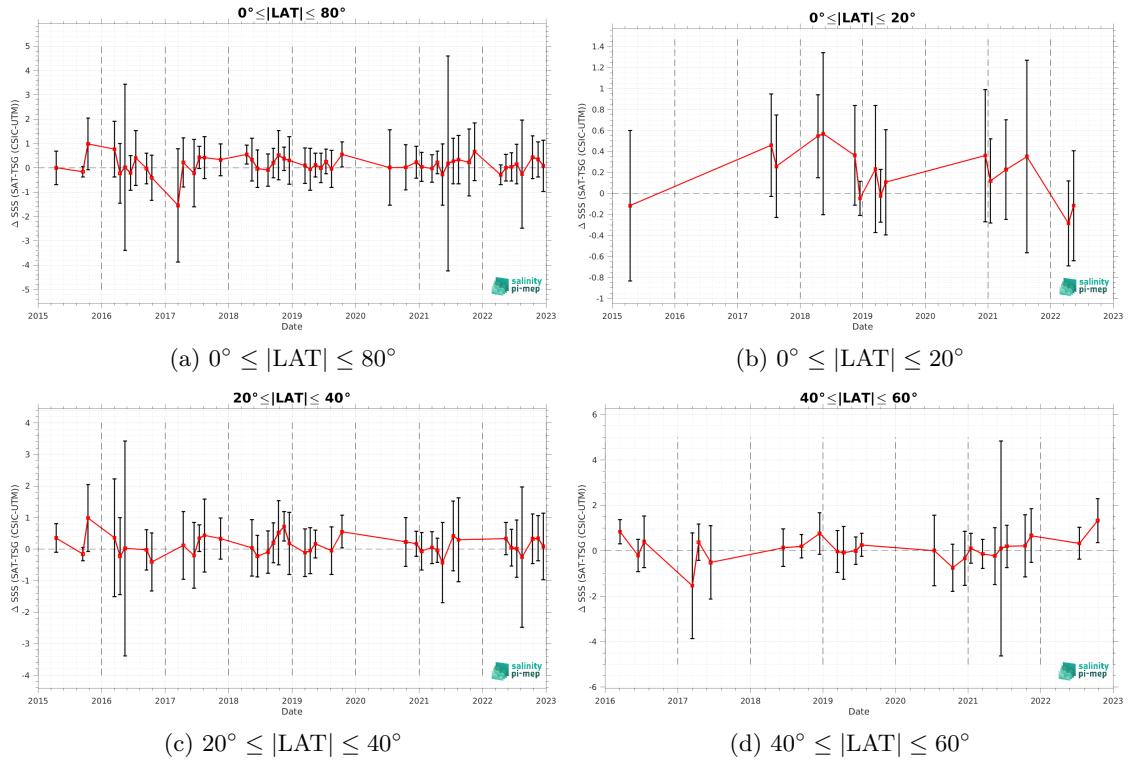 0°≤|LAT|≤ 80°
Δ SSS (SAT-TSG (CSIC-UTM))
5
4
3
2
1
0
-1
-2
-3
-4
-5
2015 2016 2017 2018 2019 2020 2021 2022 2023
Date
salinity
pi-mep
(a) 0° ≤ |LAT| ≤ 80°
0°≤|LAT|≤ 20°
Δ SSS (SAT-TSG (CSIC-UTM))
1.4
1.2
1
0.8
0.6
0.4
0.2
0
-0.2
-0.4
-0.6
-0.8
-1
2015 2016 2017 2018 2019 2020 2021 2022 2023
Date
salinity
pi-mep
(b) 0° ≤ |LAT| ≤ 20°
20°≤|LAT|≤ 40°
Δ SSS (SAT-TSG (CSIC-UTM))
4
3
2
1
0
-1
-2
-3
-4
2015 2016 2017 2018 2019 2020 2021 2022 2023
Date
salinity
pi-mep
(c) 20° ≤ |LAT| ≤ 40°
40°≤|LAT|≤ 60°
Δ SSS (SAT-TSG (CSIC-UTM))
6
4
2
0
-2
-4
-6
2016 2017 2018 2019 2020 2021 2022 2023
Date
salinity
pi-mep
(d) 40° ≤ |LAT| ≤ 60°